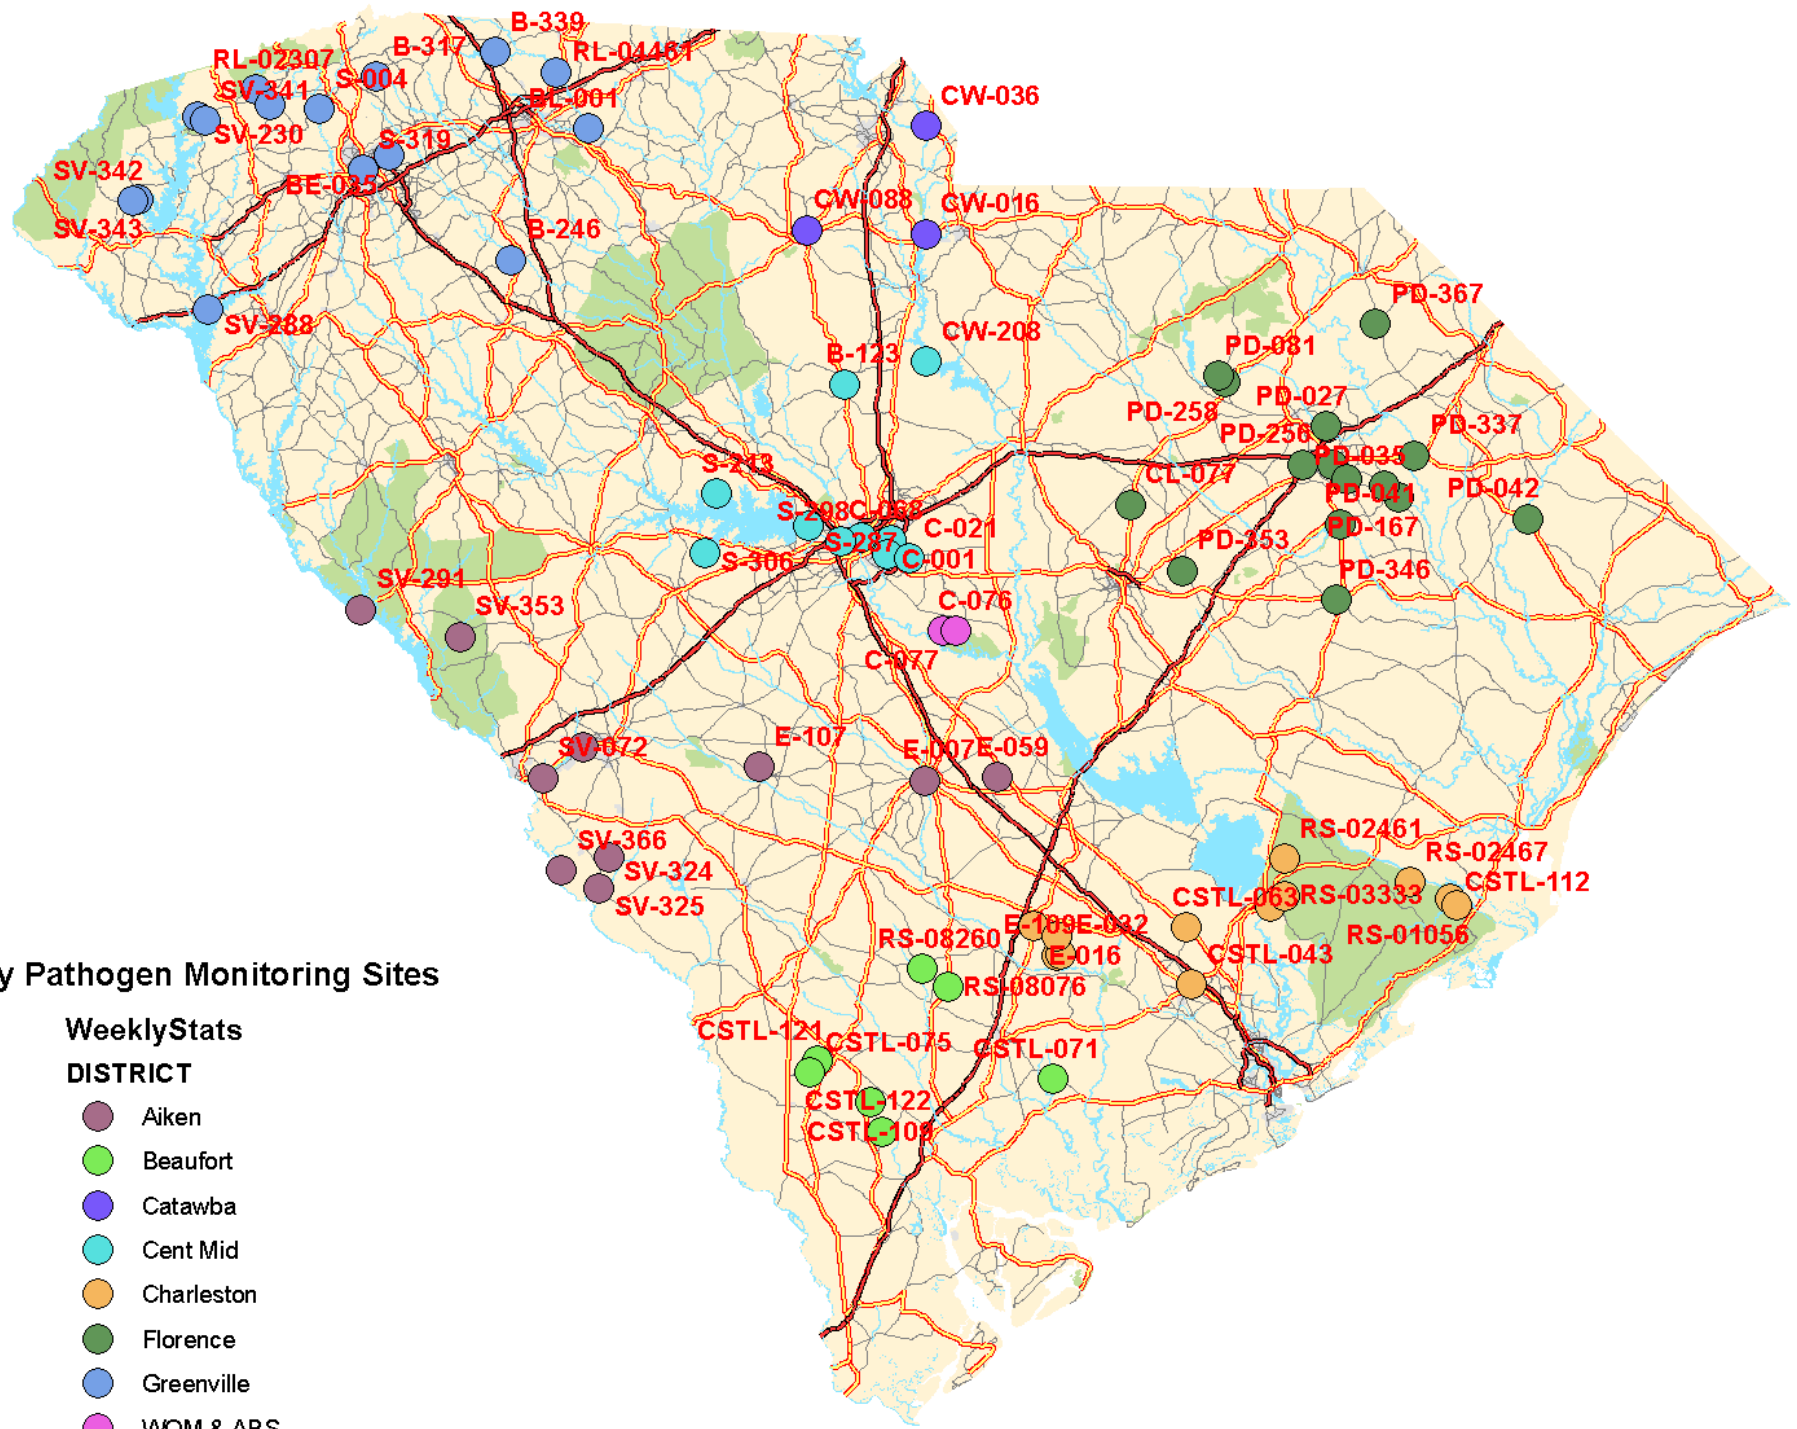 B-339
B-317
RL-04461
RL-02307
S-004
SV-341
BL-001
CW-036
SV-230
S-319
SV-342
BE-035
CW-088
CW-016
SV-343
B-246
PD-367
SV-288
CW-208
PD-081
B-123
PD-027
PD-258
PD-337
PD-256
PD-035
S-213
CL-077
PD-042
PD-041
S-298
C-068
C-021
PD-167
S-287
PD-353
S-306
C-001
PD-346
SV-291
C-076
SV-353
C-077
E-107
SV-072
E-007
E-059
RS-02461
SV-366
RS-02467
SV-324
CSTL-112
CSTL-063
RS-03333
SV-325
E-109
E-032
RS-08260
RS-01056
E-016
CSTL-043
y Pathogen Monitoring Sites
RS-08076
WeeklyStats
CSTL-121
CSTL-075
CSTL-071
DISTRICT
CSTL-122
Aiken
CSTL-109
Beaufort
Catawba
Cent Mid
Charleston
Florence
Greenville
WQM & ABS